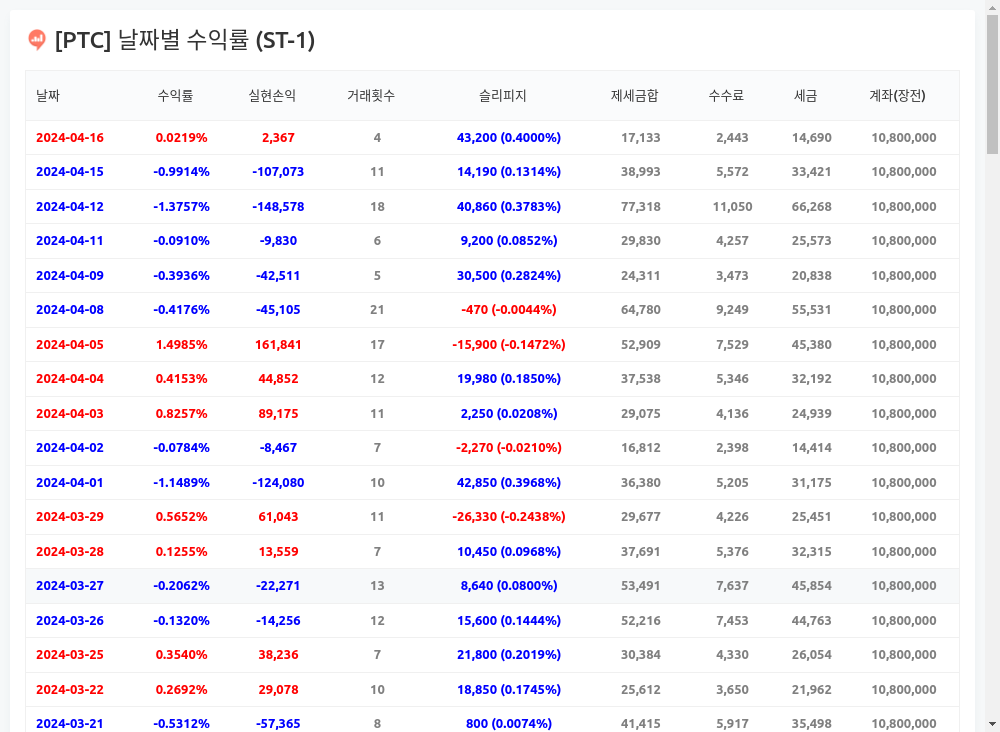 [PTC] 날짜별 수익률 (ST-1)
날짜 수익률 실현손익 거래횟수 슬리피지 제세금합 수수료 세금 계좌(장전)
2024-04-16 0.0219% 2,367 4 43,200 (0.4000%) 17,133 2,443 14,690 10,800,000
2024-04-15 -0.9914% -107,073 11 14,190 (0.1314%) 38,993 5,572 33,421 10,800,000
2024-04-12 -1.3757% -148,578 18 40,860 (0.3783%) 77,318 11,050 66,268 10,800,000
2024-04-11 -0.0910% -9,830 6 9,200 (0.0852%) 29,830 4,257 25,573 10,800,000
2024-04-09 -0.3936% -42,511 5 30,500 (0.2824%) 24,311 3,473 20,838 10,800,000
2024-04-08 -0.4176% -45,105 21 -470 (-0.0044%) 64,780 9,249 55,531 10,800,000
2024-04-05 1.4985% 161,841 17 -15,900 (-0.1472%) 52,909 7,529 45,380 10,800,000
2024-04-04 0.4153% 44,852 12 19,980 (0.1850%) 37,538 5,346 32,192 10,800,000
2024-04-03 0.8257% 89,175 11 2,250 (0.0208%) 29,075 4,136 24,939 10,800,000
2024-04-02 -0.0784% -8,467 7 -2,270 (-0.0210%) 16,812 2,398 14,414 10,800,000
2024-04-01 -1.1489% -124,080 10 42,850 (0.3968%) 36,380 5,205 31,175 10,800,000
2024-03-29 0.5652% 61,043 11 -26,330 (-0.2438%) 29,677 4,226 25,451 10,800,000
2024-03-28 0.1255% 13,559 7 10,450 (0.0968%) 37,691 5,376 32,315 10,800,000
2024-03-27 -0.2062% -22,271 13 8,640 (0.0800%) 53,491 7,637 45,854 10,800,000
2024-03-26 -0.1320% -14,256 12 15,600 (0.1444%) 52,216 7,453 44,763 10,800,000
2024-03-25 0.3540% 38,236 7 21,800 (0.2019%) 30,384 4,330 26,054 10,800,000
2024-03-22 0.2692% 29,078 10 18,850 (0.1745%) 25,612 3,650 21,962 10,800,000
2024-03-21 -0.5312% -57,365 8 800 (0.0074%) 41,415 5,917 35,498 10,800,000